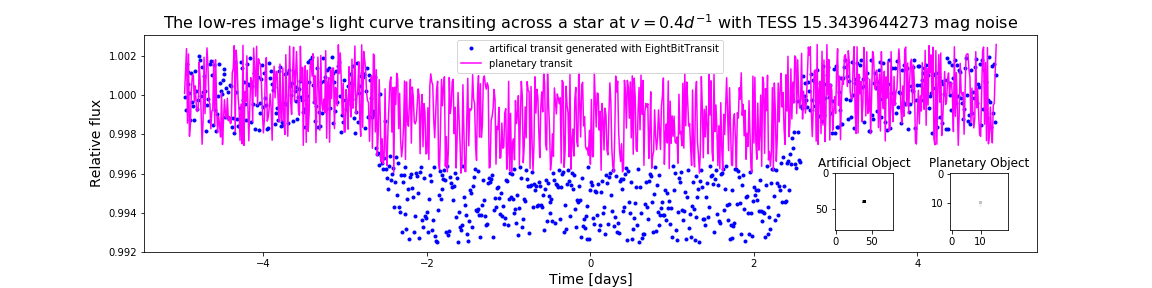 The low-res image's light curve transiting across a star at v = 0.4d⁻¹ with TESS 15.3439644273 mag noise
artifical transit generated with EightBitTransit
planetary transit
Relative flux
1.002
1.000
0.998
0.996
0.994
0.992
Artificial Object
0
50
0
50
Planetary Object
0
10
0
10
−4
−2
0
2
4
Time [days]